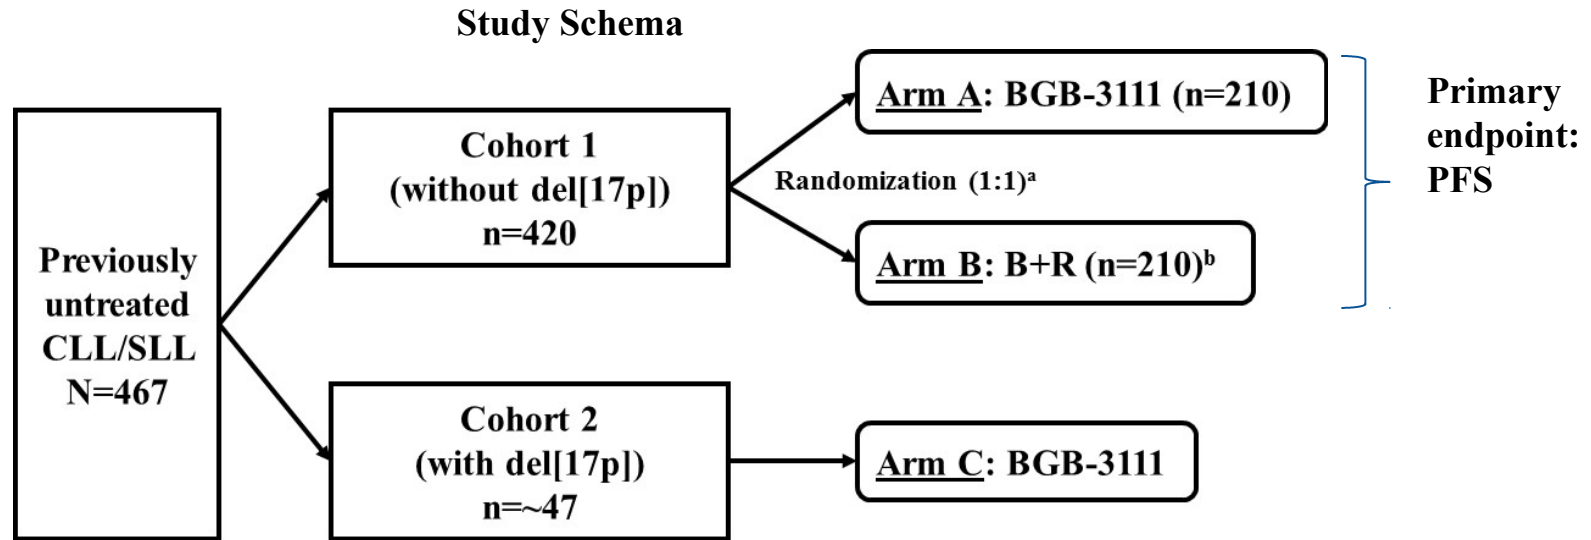 Study Schema
Previously
untreated
CLL/SLL
N=467
Cohort 1
(without del[17p])
n=420
Cohort 2
(with del[17p])
n=~47
Arm A: BGB-3111 (n=210)
Randomization (1:1)ᵃ
Arm B: B+R (n=210)ᵇ
Arm C: BGB-3111
Primary
endpoint:
PFS